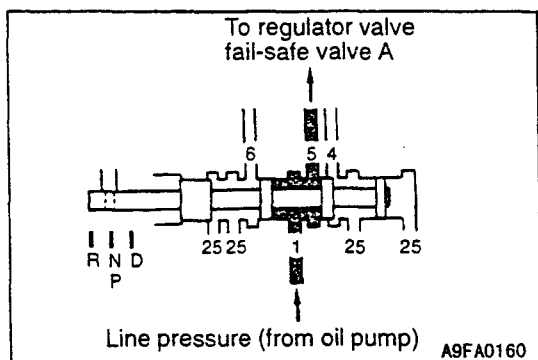 To regulator valve
fail-safe valve A
6 5 4
R N D 25 25 1 25 25
P
Line pressure (from oil pump)
A9FA0160